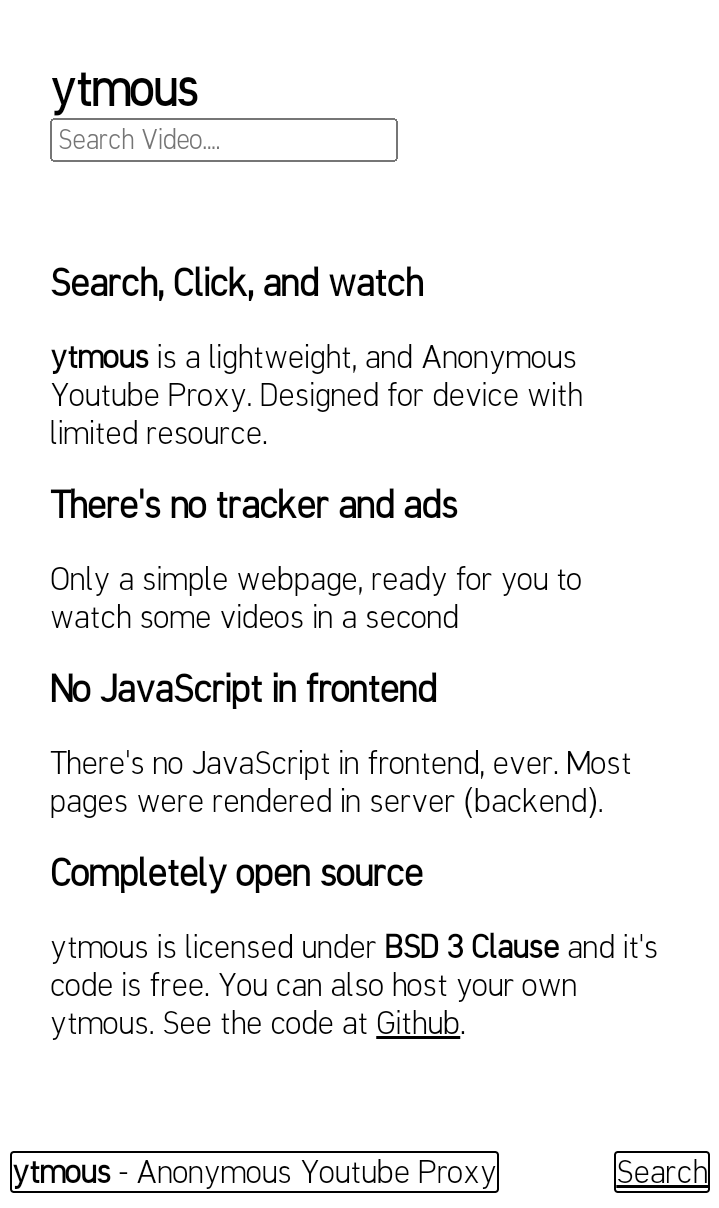 ytmous
Search Video....
Search, Click, and watch
ytmous is a lightweight, and Anonymous
Youtube Proxy. Designed for device with
limited resource.
There's no tracker and ads
Only a simple webpage, ready for you to
watch some videos in a second
No JavaScript in frontend
There's no JavaScript in frontend, ever. Most
pages were rendered in server (backend).
Completely open source
ytmous is licensed under BSD 3 Clause and it's
code is free. You can also host your own
ytmous. See the code at Github.
ytmous - Anonymous Youtube Proxy Search